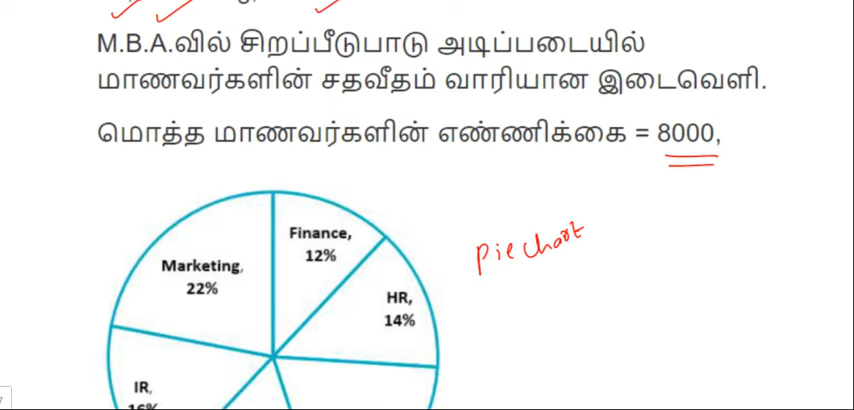 M.B.A.வில் சிறப்பீடுபாடு அடிப்படையில்
மாணவர்களின் சதவீதம் வாரியான இடைவெளி.
மொத்த மாணவர்களின் எண்ணிக்கை = 8000,
Finance,
12%
Pie chart
Marketing,
22%
HR,
14%
IR,
16%